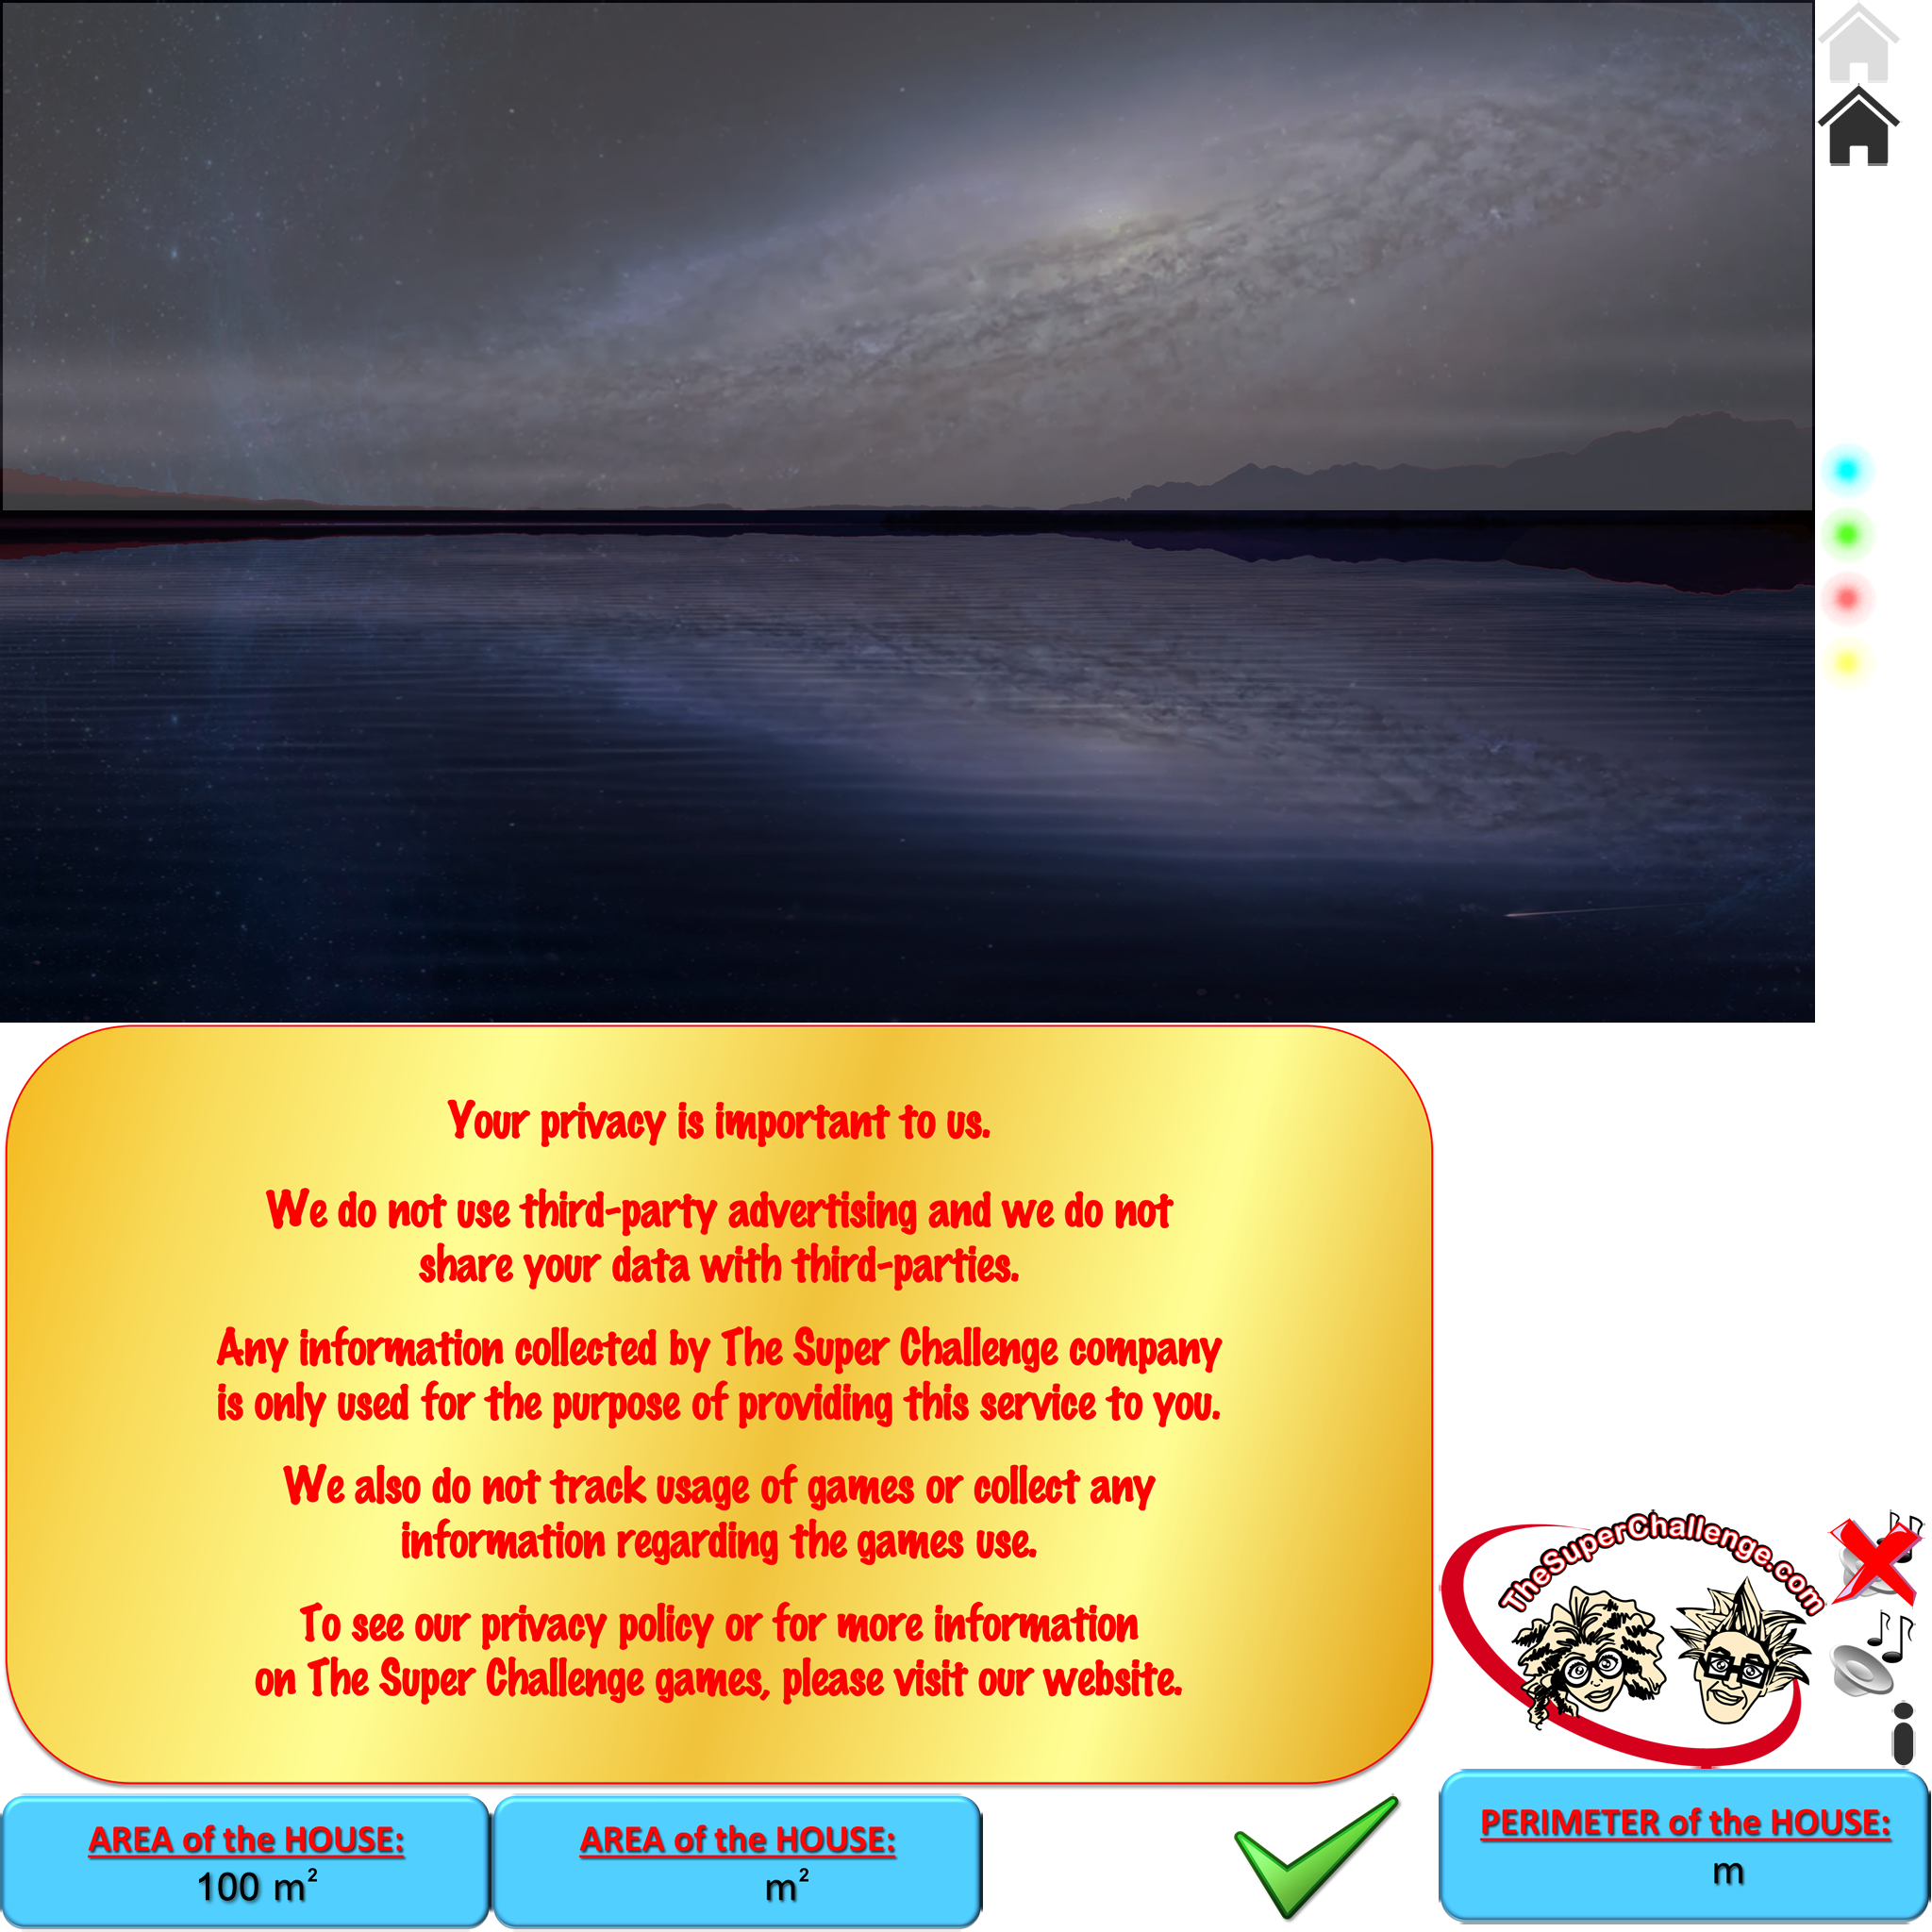 Your privacy is important to us.
We do not use third-party advertising and we do not
share your data with third-parties.
Any information collected by The Super Challenge company
is only used for the purpose of providing this service to you.
We also do not track usage of games or collect any
information regarding the games use.
To see our privacy policy or for more information
on The Super Challenge games, please visit our website.
TheSuperChallenge.com
AREA of the HOUSE:
100 m²
AREA of the HOUSE:
m²
PERIMETER of the HOUSE:
m